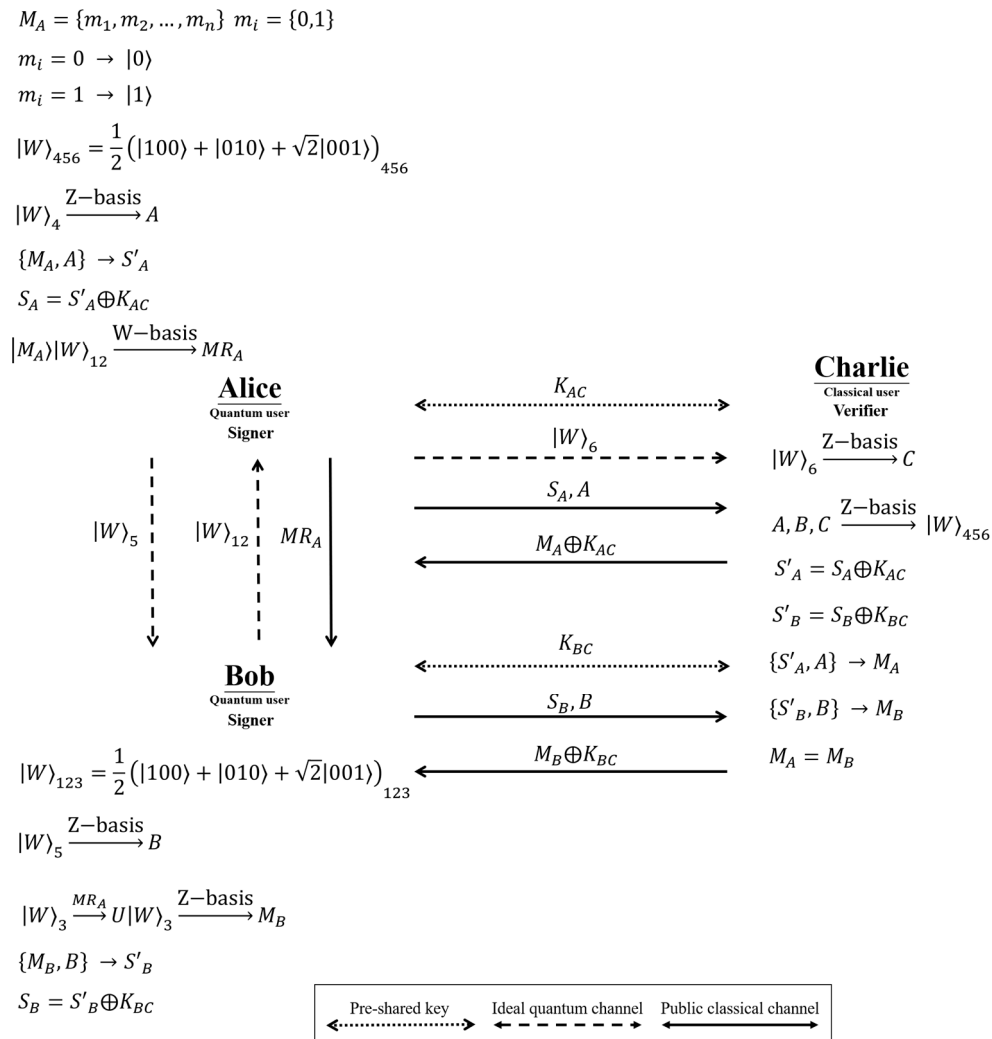 M_A = {m_1, m_2, …, m_n} m_i = {0,1}
m_i = 0 → |0⟩
m_i = 1 → |1⟩
|W⟩_456 = 1/2 (|100⟩ + |010⟩ + √2|001⟩)_456
|W⟩_4 Z−basis → A
{M_A, A} → S'_A
S_A = S'_A⊕K_AC
|M_A⟩|W⟩_12 W−basis → MR_A
Alice
Quantum user
Signer
K_AC
Charlie
Classical user
Verifier
|W⟩_6
|W⟩_6 Z−basis → C
S_A, A
A, B, C Z−basis → |W⟩_456
|W⟩_5
|W⟩_12
MR_A
M_A⊕K_AC
S'_A = S_A⊕K_AC
S'_B = S_B⊕K_BC
K_BC
{S'_A, A} → M_A
Bob
Quantum user
Signer
S_B, B
{S'_B, B} → M_B
M_B⊕K_BC
M_A = M_B
|W⟩_123 = 1/2 (|100⟩ + |010⟩ + √2|001⟩)_123
|W⟩_5 Z−basis → B
|W⟩_3 MR_A → U|W⟩_3 Z−basis → M_B
{M_B, B} → S'_B
S_B = S'_B⊕K_BC
Pre-shared key Ideal quantum channel Public classical channel